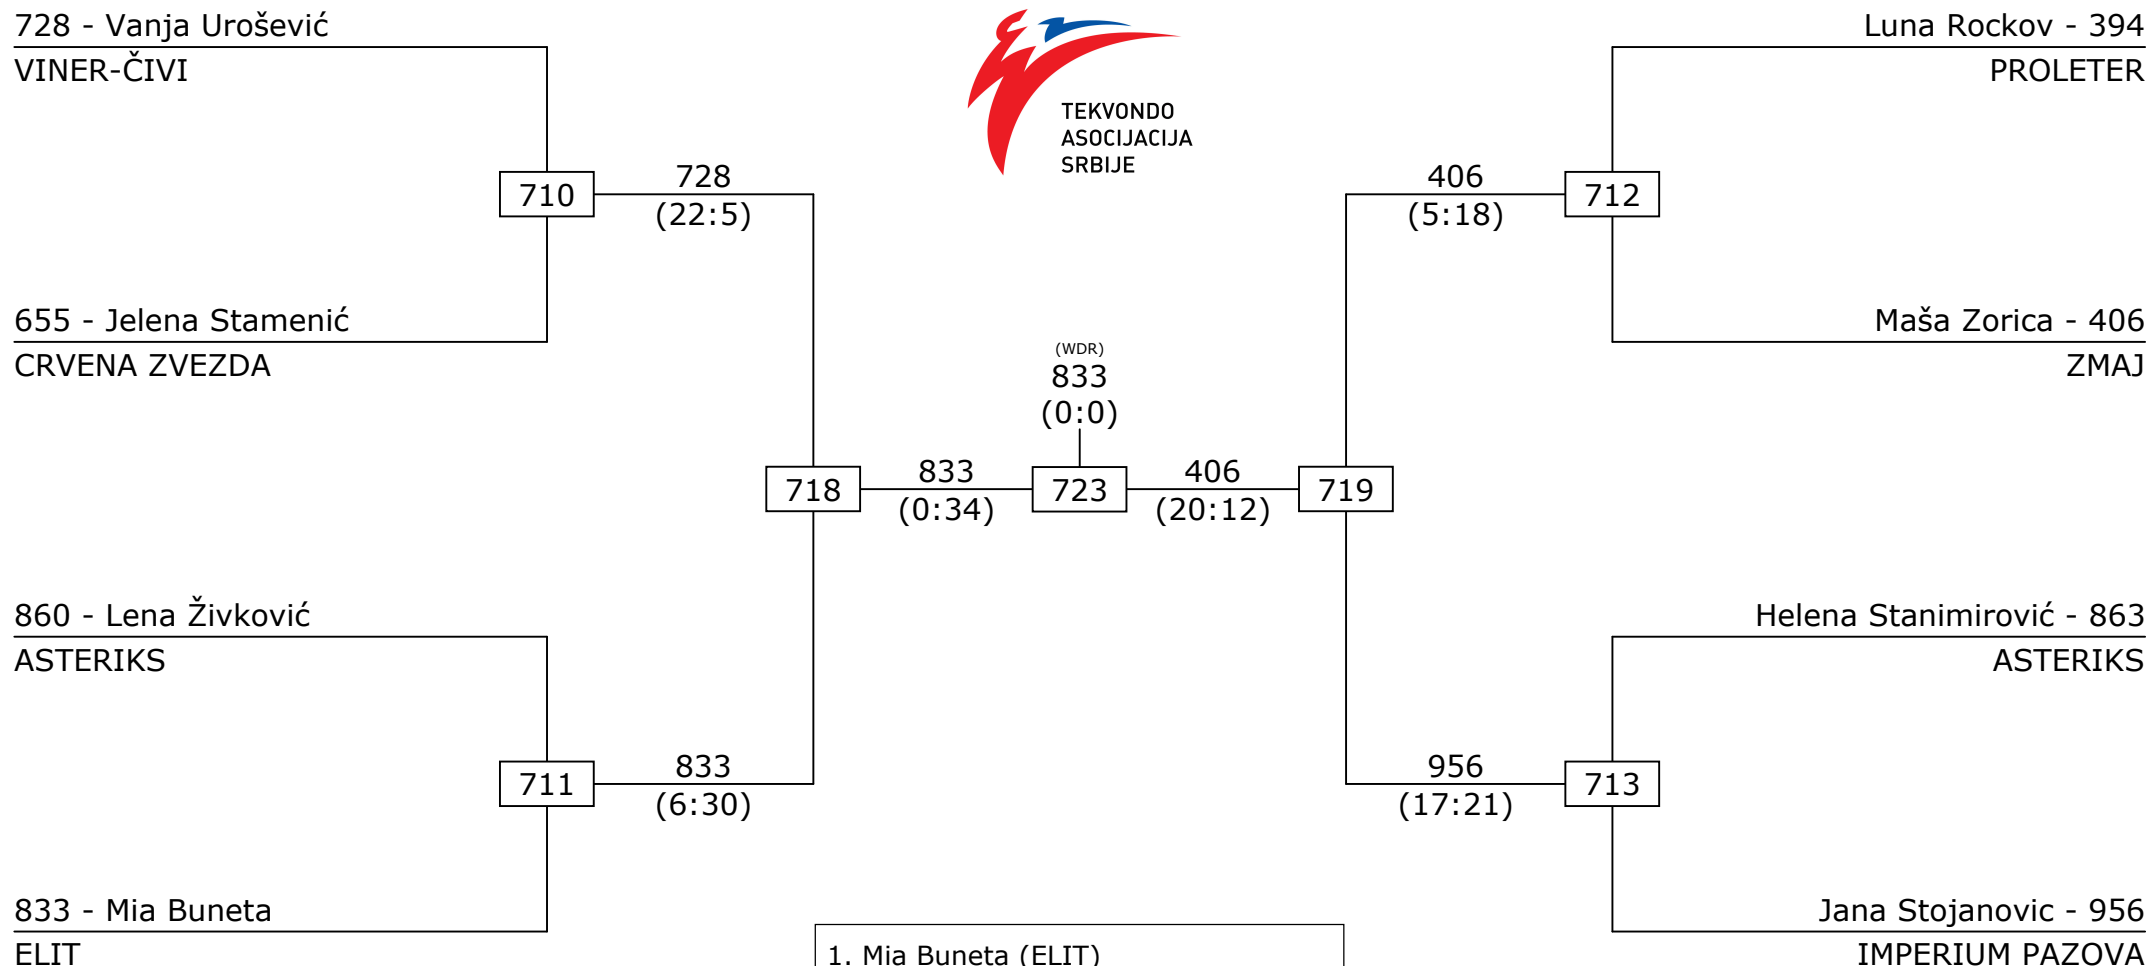 728 - Vanja Urošević
VINER-ČIVI
Luna Rockov - 394
PROLETER
TEKVONDO
ASOCIJACIJA
SRBIJE
710
728
(22:5)
406
(5:18)
712
655 - Jelena Stamenić
CRVENA ZVEZDA
Maša Zorica - 406
ZMAJ
(WDR)
833
(0:0)
718
833
(0:34)
723
406
(20:12)
719
860 - Lena Živković
ASTERIKS
Helena Stanimirović - 863
ASTERIKS
711
833
(6:30)
956
(17:21)
713
833 - Mia Buneta
ELIT
Jana Stojanovic - 956
IMPERIUM PAZOVA
1. Mia Buneta (ELIT)